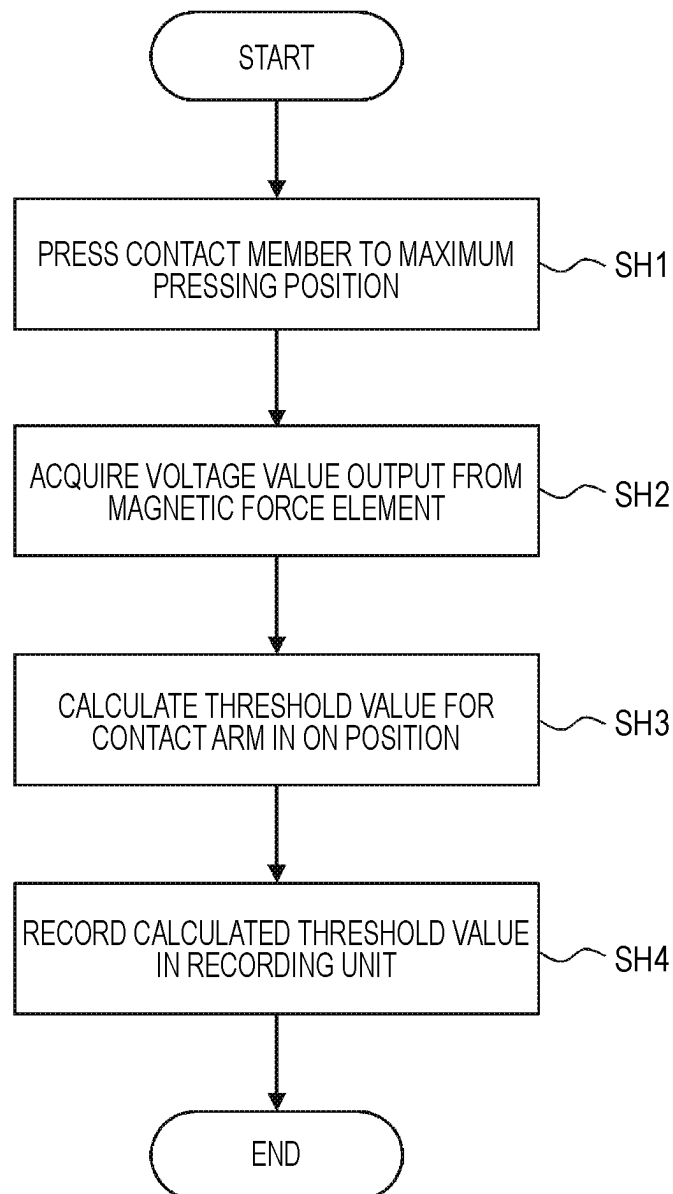 START
PRESS CONTACT MEMBER TO MAXIMUM
PRESSING POSITION
SH1
ACQUIRE VOLTAGE VALUE OUTPUT FROM
MAGNETIC FORCE ELEMENT
SH2
CALCULATE THRESHOLD VALUE FOR
CONTACT ARM IN ON POSITION
SH3
RECORD CALCULATED THRESHOLD VALUE
IN RECORDING UNIT
SH4
END